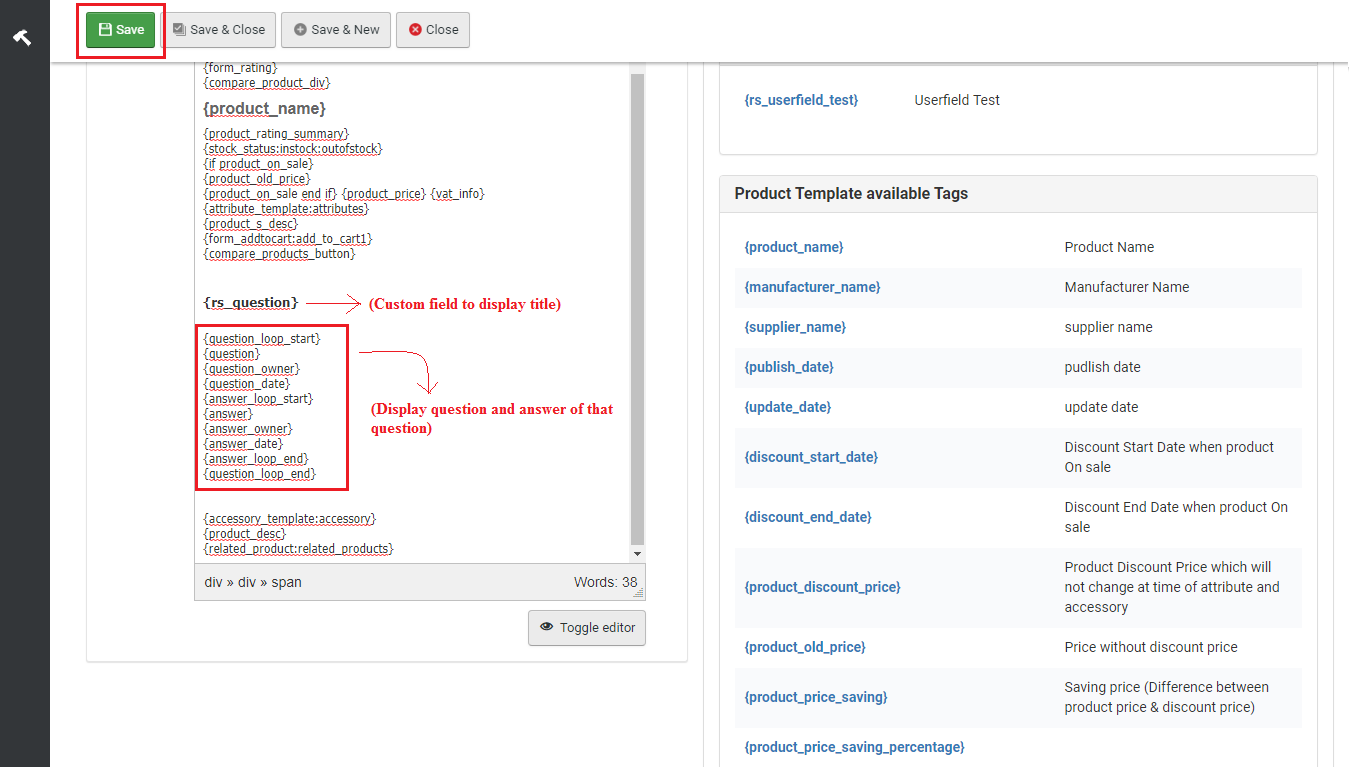 Save
Save & Close
Save & New
Close
{form_rating}
{compare_product_div}
{product_name}
{product_rating_summary}
{stock_status:instock:outofstock}
{if product_on_sale}
{product_old_price}
{product_on_sale end if} {product_price} {vat_info}
{attribute_template:attributes}
{product_s_desc}
{form_addtocart:add_to_cart1}
{compare_products_button}
{rs_question}
(Custom field to display title)
{question_loop_start}
{question}
{question_owner}
{question_date}
{answer_loop_start}
{answer}
{answer_owner}
{answer_date}
{answer_loop_end}
{question_loop_end}
(Display question and answer of that
question)
{accessory_template:accessory}
{product_desc}
{related_product:related_products}
div » div » span
Words: 38
Toggle editor
{rs_userfield_test}
Userfield Test
Product Template available Tags
{product_name}
Product Name
{manufacturer_name}
Manufacturer Name
{supplier_name}
supplier name
{publish_date}
pudlish date
{update_date}
update date
{discount_start_date}
Discount Start Date when product
On sale
{discount_end_date}
Discount End Date when product On
sale
{product_discount_price}
Product Discount Price which will
not change at time of attribute and
accessory
{product_old_price}
Price without discount price
{product_price_saving}
Saving price (Difference between
product price & discount price)
{product_price_saving_percentage}